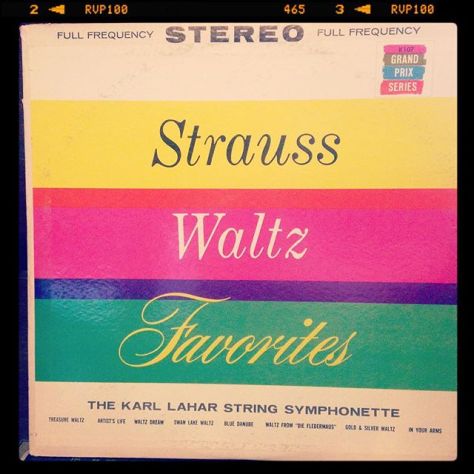 2 ◄ RVP100 465 3 ◄ RVP100
FULL FREQUENCY STEREO FULL FREQUENCY
K 107
GRAND
PRIX
SERIES
Strauss
Waltz
Favorites
THE KARL LAHAR STRING SYMPHONETTE
TREASURE WALTZ ARTIST'S LIFE WALTZ DREAM SWAN LAKE WALTZ BLUE DANUBE WALTZ FROM "DIE FLEDERMAUS" GOLD & SILVER WALTZ IN YOUR ARMS